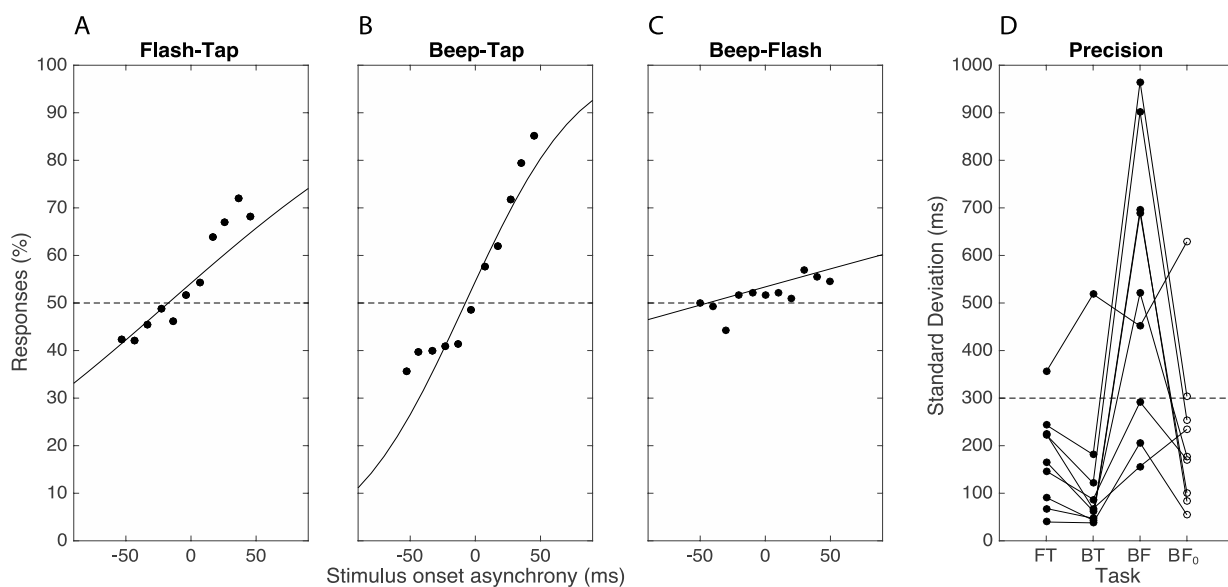 A
B
C
D
Flash-Tap
Beep-Tap
Beep-Flash
Precision
Responses (%)
100
90
80
70
60
50
40
30
20
10
0
-50
0
50
-50
0
50
-50
0
50
Stimulus onset asynchrony (ms)
Standard Deviation (ms)
1000
900
800
700
600
500
400
300
200
100
0
FT
BT
BF
BF₀
Task